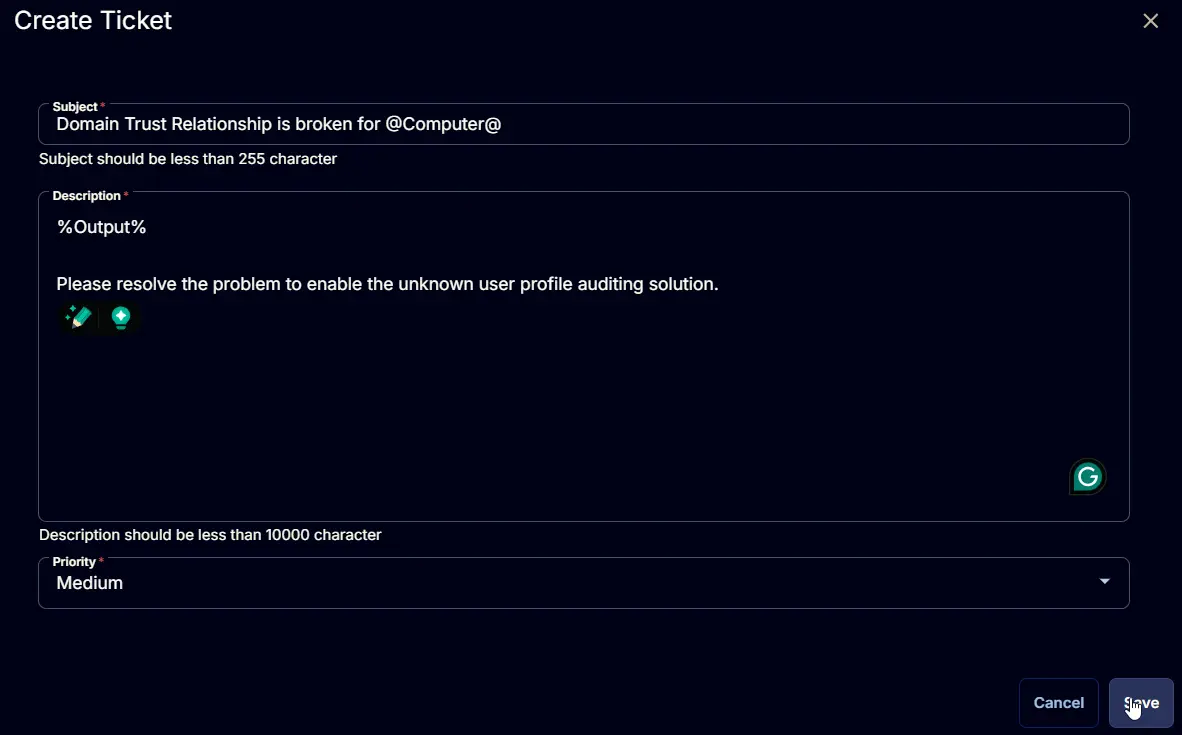 Create Ticket
Subject *
Domain Trust Relationship is broken for @Computer@
Subject should be less than 255 character
Description *
%Output%
Please resolve the problem to enable the unknown user profile auditing solution.
G
Description should be less than 10000 character
Priority *
Medium
Cancel
Save